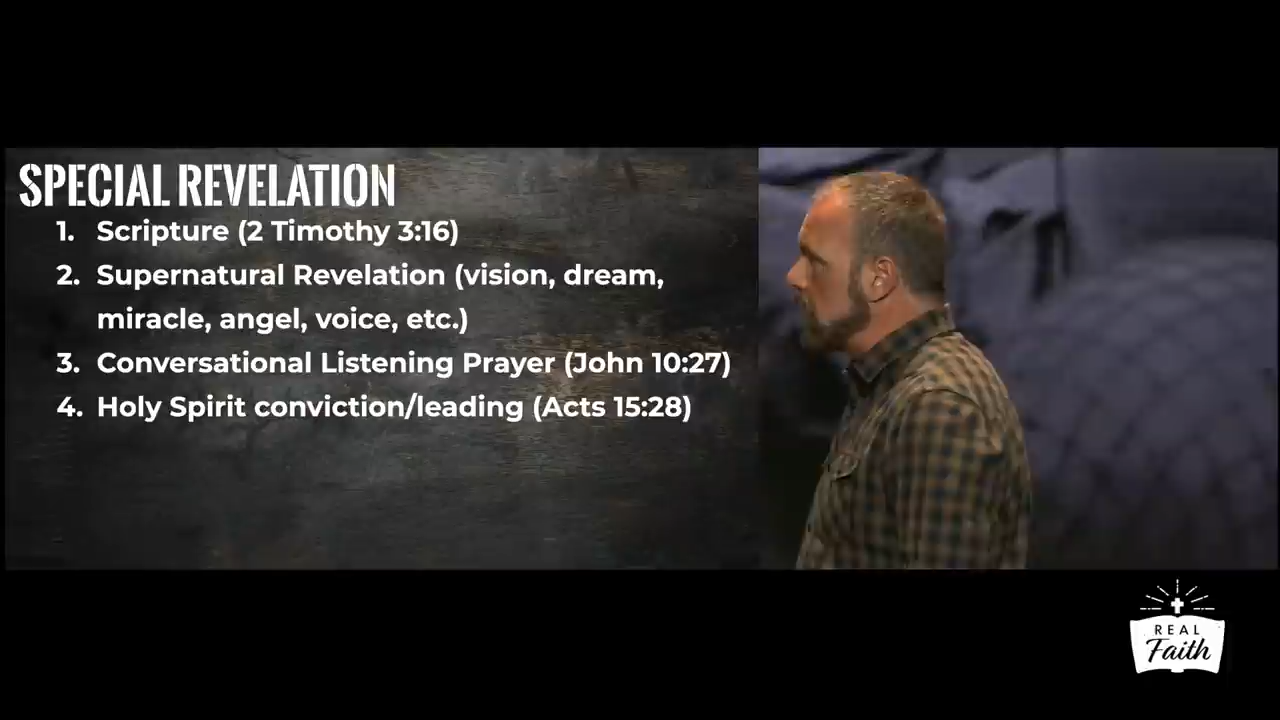 SPECIAL REVELATION
1. Scripture (2 Timothy 3:16)
2. Supernatural Revelation (vision, dream,
miracle, angel, voice, etc.)
3. Conversational Listening Prayer (John 10:27)
4. Holy Spirit conviction/leading (Acts 15:28)
REAL
Faith